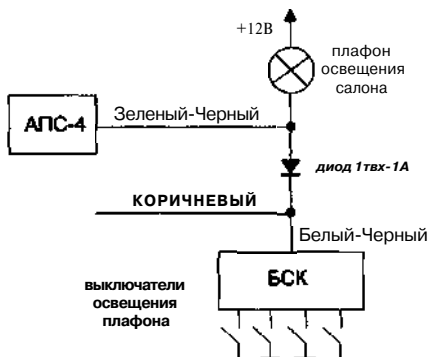 +12В
плафон
освещения
салона
Зеленый-Черный
АПС-4
диод 1твх-1А
КОРИЧНЕВЫЙ
Белый-Черный
БСК
выключатели
освещения
плафона